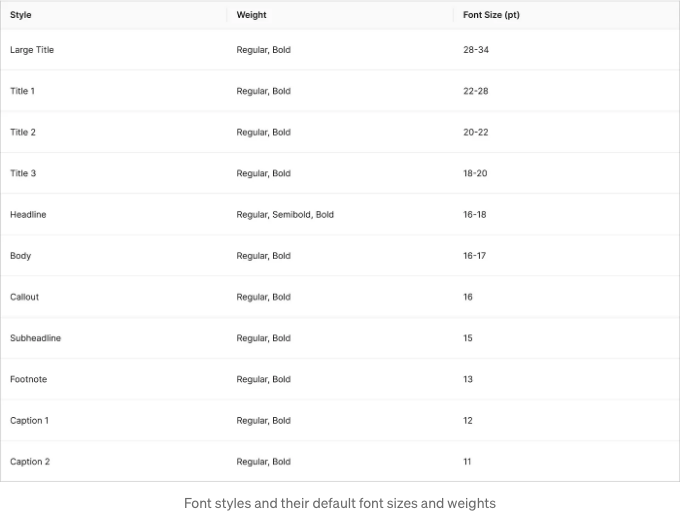 Style Weight Font Size (pt)
Large Title Regular, Bold 28-34
Title 1 Regular, Bold 22-28
Title 2 Regular, Bold 20-22
Title 3 Regular, Bold 18-20
Headline Regular, Semibold, Bold 16-18
Body Regular, Bold 16-17
Callout Regular, Bold 16
Subheadline Regular, Bold 15
Footnote Regular, Bold 13
Caption 1 Regular, Bold 12
Caption 2 Regular, Bold 11
Font styles and their default font sizes and weights